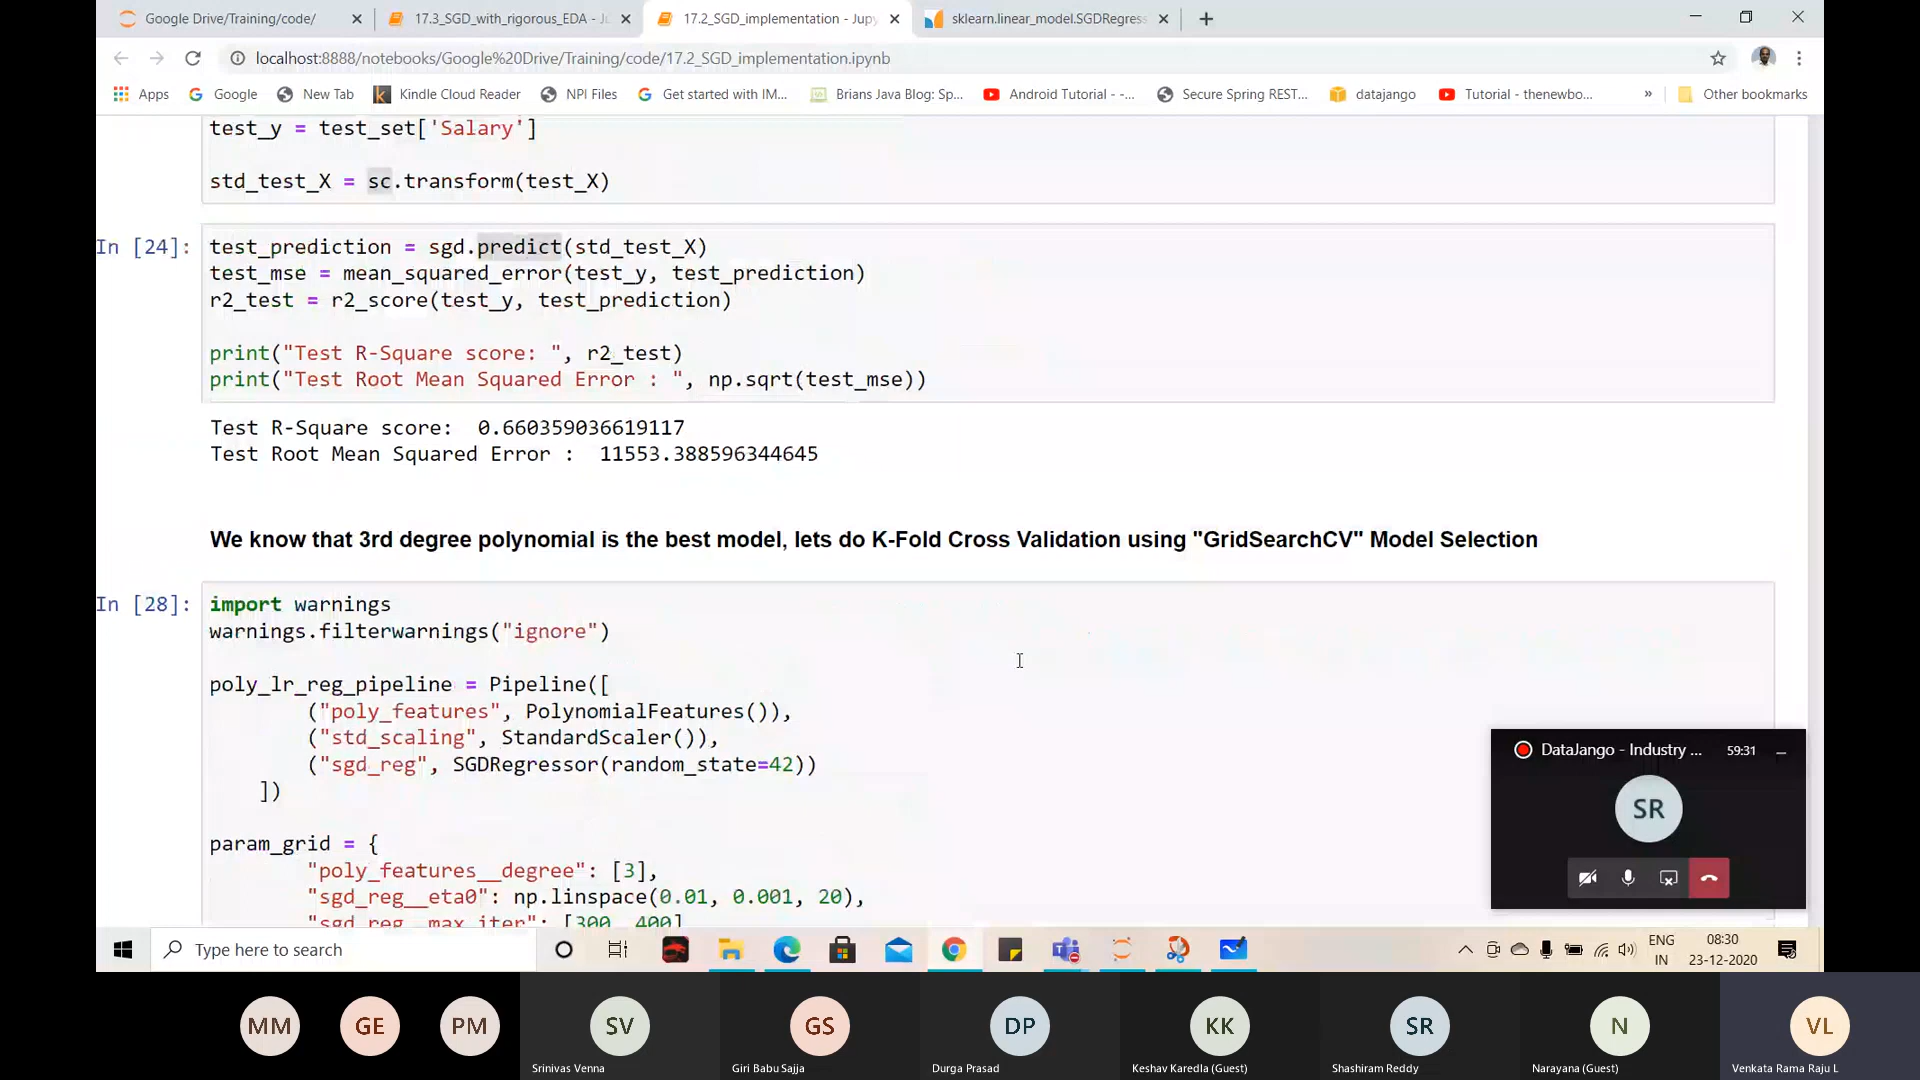 Google Drive/Training/code/
17.3_SGD_with_rigorous_EDA - Ju
17.2_SGD_implementation - Jupy
sklearn.linear_model.SGDRegress
localhost:8888/notebooks/Google%20Drive/Training/code/17.2_SGD_implementation.ipynb
Apps
Google
New Tab
Kindle Cloud Reader
NPI Files
Get started with IM...
Brians Java Blog: Sp...
Android Tutorial - -...
Secure Spring REST...
datajango
Tutorial - thenewbo...
»
Other bookmarks
test_y = test_set['Salary']
std_test_X = sc.transform(test_X)
In [24]:
test_prediction = sgd.predict(std_test_X)
test_mse = mean_squared_error(test_y, test_prediction)
r2_test = r2_score(test_y, test_prediction)
print("Test R-Square score: ", r2_test)
print("Test Root Mean Squared Error : ", np.sqrt(test_mse))
Test R-Square score:  0.660359036619117
Test Root Mean Squared Error :  11553.388596344645
We know that 3rd degree polynomial is the best model, lets do K-Fold Cross Validation using "GridSearchCV" Model Selection
In [28]:
import warnings
warnings.filterwarnings("ignore")
poly_lr_reg_pipeline = Pipeline([
("poly_features", PolynomialFeatures()),
("std_scaling", StandardScaler()),
("sgd_reg", SGDRegressor(random_state=42))
])
param_grid = {
"poly_features__degree": [3],
"sgd_reg__eta0": np.linspace(0.01, 0.001, 20),
"sgd_reg__max_iter": [300, 400]
DataJango - Industry ...
59:31
SR
Type here to search
ENG
IN
08:30
23-12-2020
MM
GE
PM
SV
Srinivas Venna
GS
Giri Babu Sajja
DP
Durga Prasad
KK
Keshav Karedla (Guest)
SR
Shashiram Reddy
N
Narayana (Guest)
VL
Venkata Rama Raju L